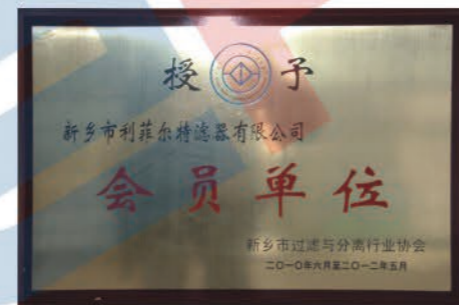 授予
新乡市利菲尔特滤器有限公司
会员单位
新乡市过滤与分离行业协会
二〇一〇年六月至二〇一二年五月